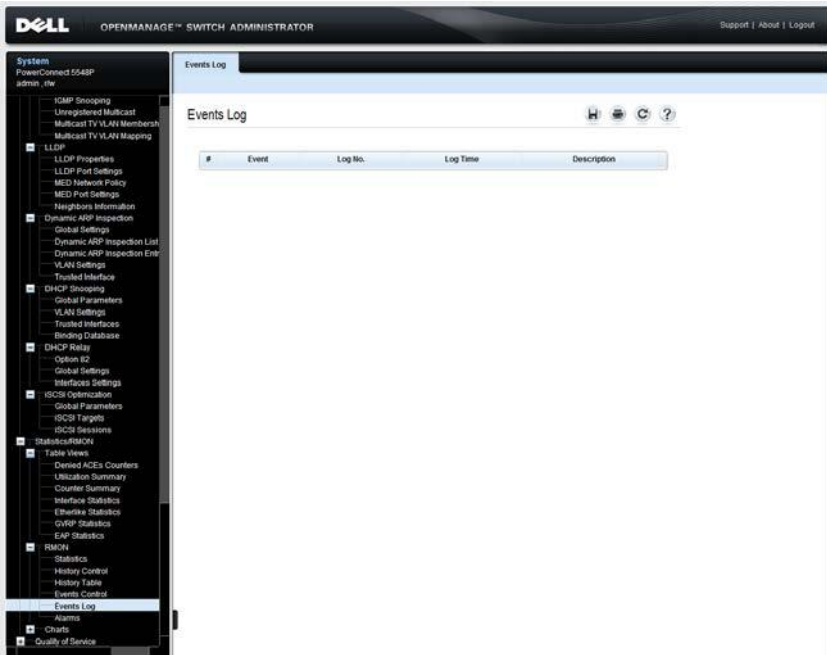 DELL OPENMANAGE™ SWITCH ADMINISTRATOR
Support | About | Logout
System
PowerConnect 5548P
admin , r/w
Events Log
IGMP Snooping
Unregistered Multicast
Multicast TV VLAN Membersh
Multicast TV VLAN Mapping
LLDP
LLDP Properties
LLDP Port Settings
MED Network Policy
MED Port Settings
Neighbors Information
Dynamic ARP Inspection
Global Settings
Dynamic ARP Inspection List
Dynamic ARP Inspection Entr
VLAN Settings
Trusted Interface
DHCP Snooping
Global Parameters
VLAN Settings
Trusted Interfaces
Binding Database
DHCP Relay
Option 82
Global Settings
Interfaces Settings
iSCSI Optimization
Global Parameters
iSCSI Targets
iSCSI Sessions
Statistics/RMON
Table Views
Denied ACEs Counters
Utilization Summary
Counter Summary
Interface Statistics
Etherlike Statistics
GVRP Statistics
EAP Statistics
RMON
Statistics
History Control
History Table
Events Control
Events Log
Alarms
Charts
Quality of Service
Events Log
# Event Log No. Log Time Description